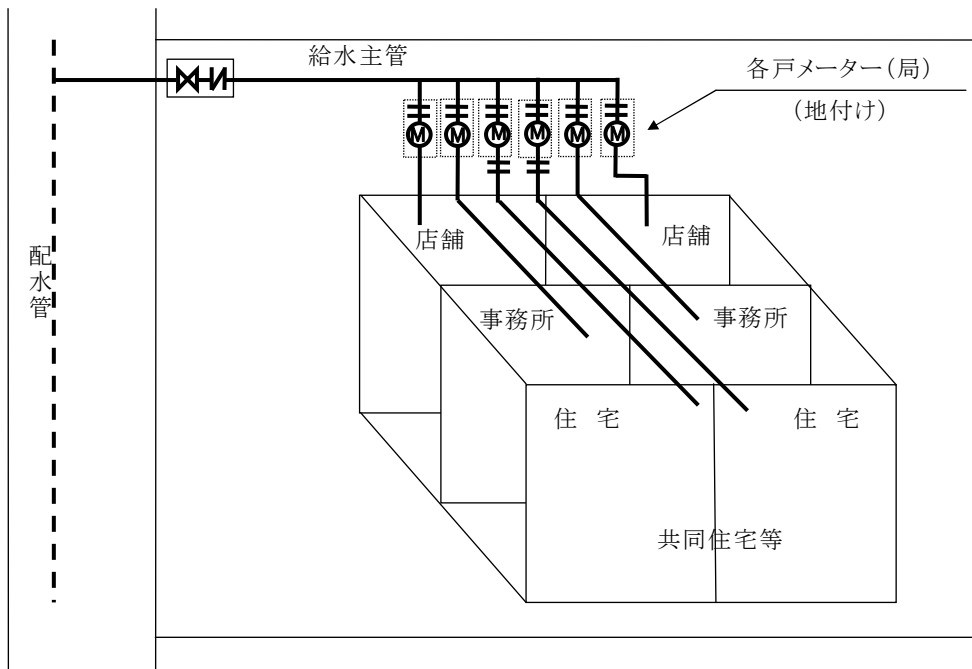 給水主管
各戸メーター(局)
(地付け)
M M M M M M
店舗
店舗
配水管
事務所
事務所
住 宅
住 宅
共同住宅等